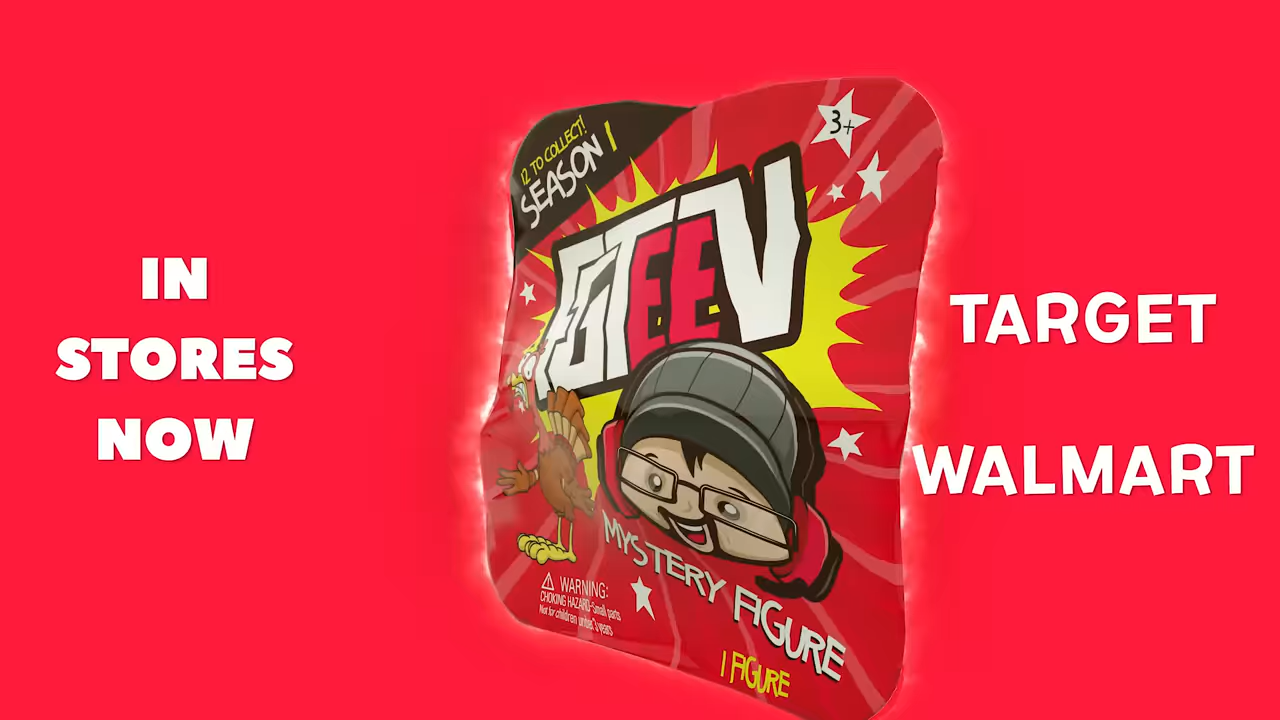 IN
STORES
NOW
12 TO COLLECT!
SEASON 1
3+
FGTEEV
MYSTERY FIGURE
WARNING:
CHOKING HAZARD-Small parts
Not for children under 3 years
1 FIGURE
TARGET
WALMART